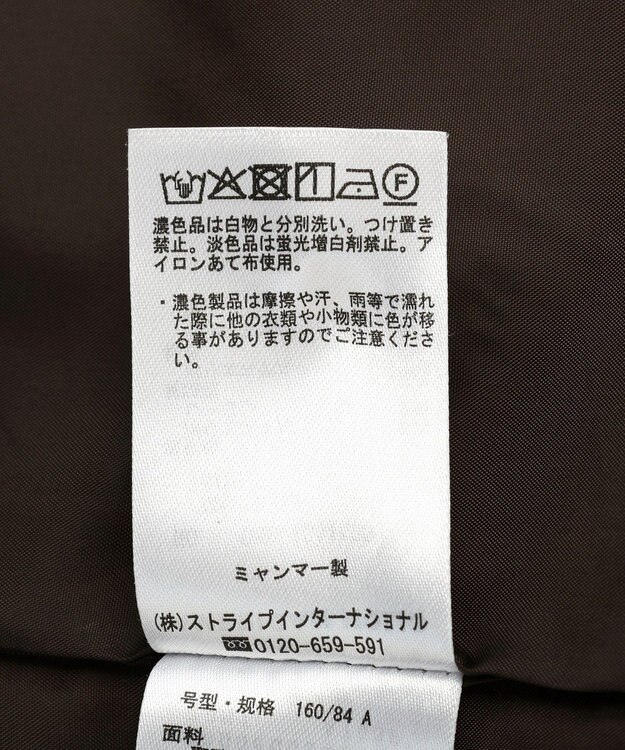 濃色品は白物と分別洗い。つけ置き
禁止。淡色品は蛍光増白剤禁止。ア
イロンあて布使用。
・濃色製品は摩擦や汗、雨等で濡れ
た際に他の衣類や小物類に色が移
る事がありますのでご注意くださ
い。
ミャンマー製
(株)ストライプインターナショナル
0120-659-591
号型・规格 160/84 A
面料